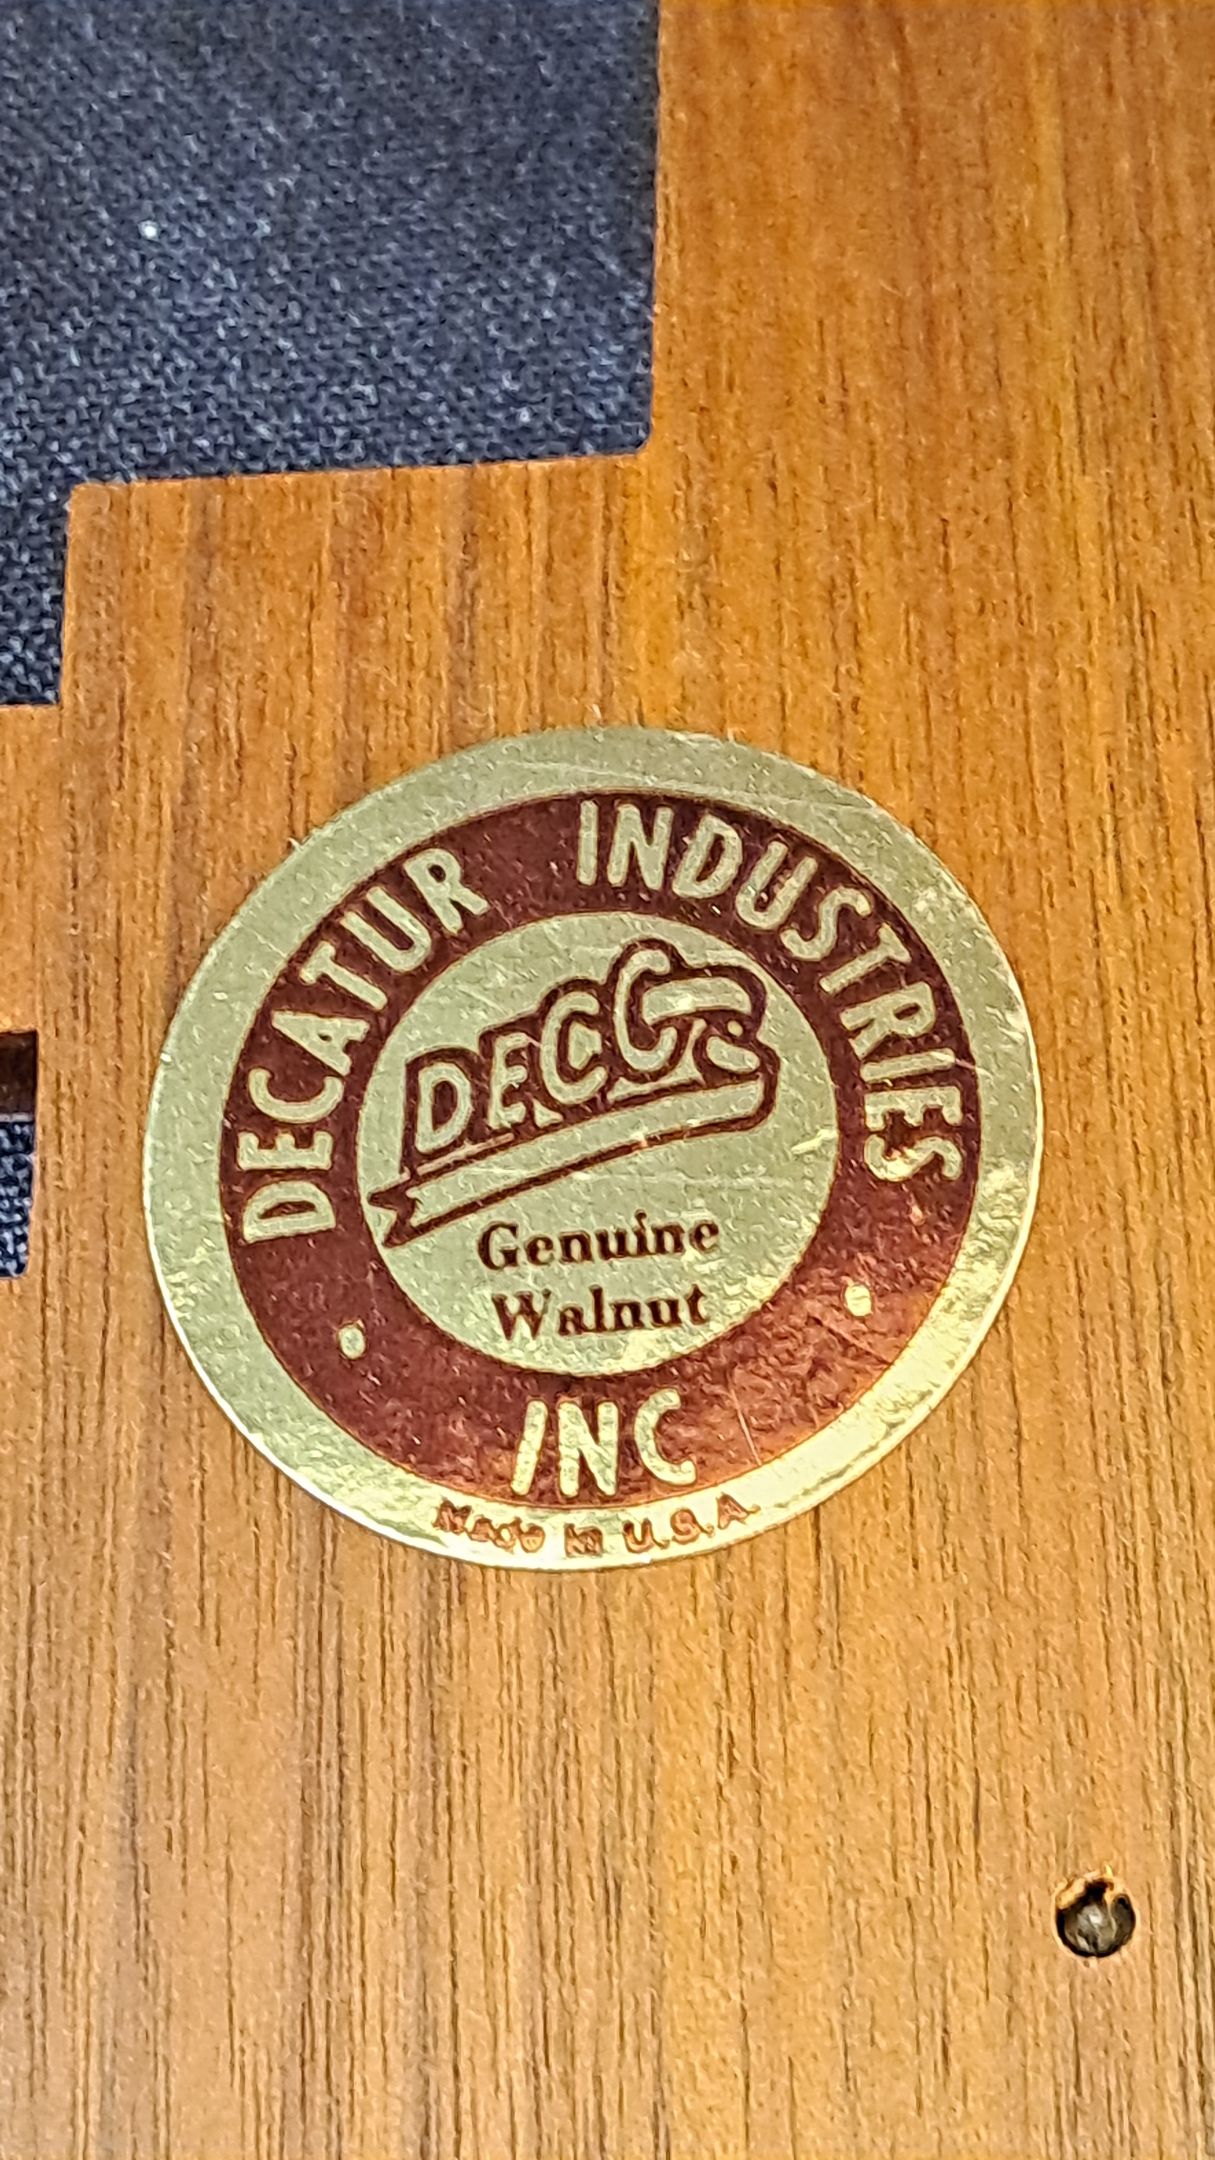 DECATUR INDUSTRIES
DECCO
Genuine
Walnut
INC
Made in U.S.A.